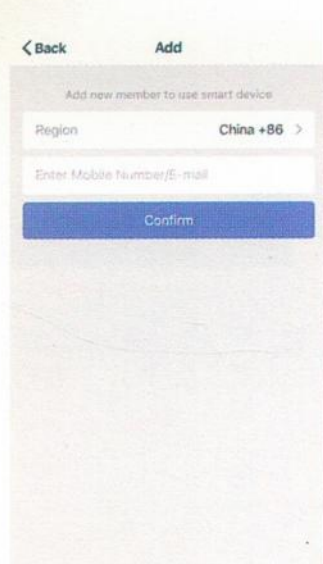 Back Add
Add new member to use smart device
Region China +86
Enter Mobile Number/E-mail
Confirm